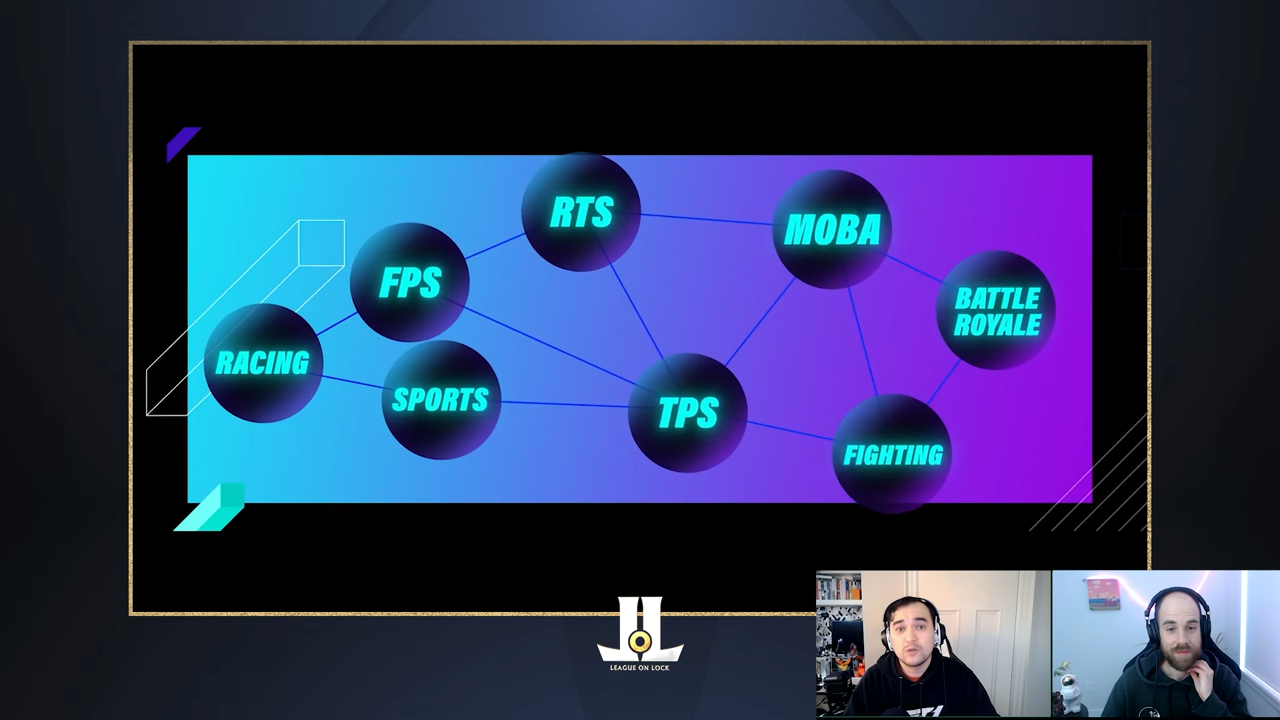 RTS
MOBA
FPS
BATTLE
ROYALE
RACING
SPORTS
TPS
FIGHTING
LEAGUE ON LOCK